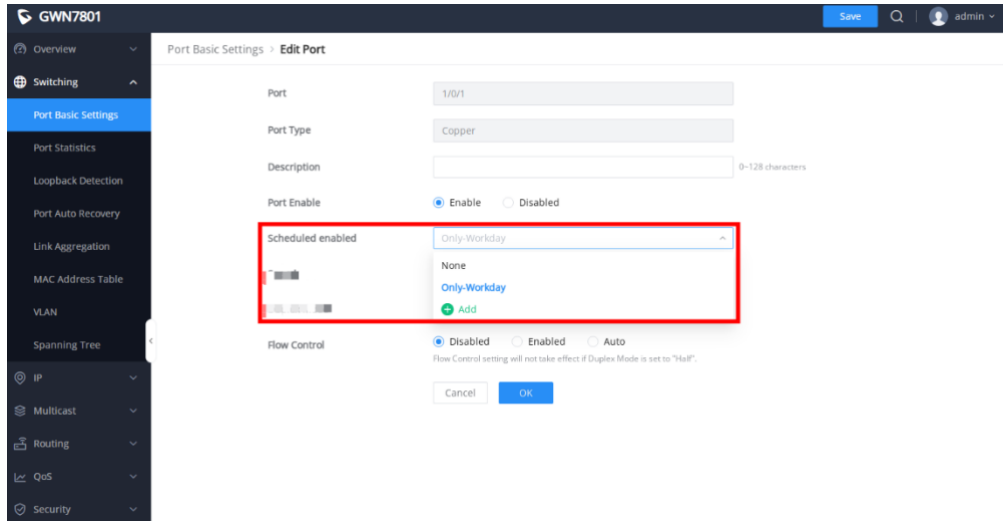 GWN7801
Save
admin
Overview
Switching
Port Basic Settings
Port Statistics
Loopback Detection
Port Auto Recovery
Link Aggregation
MAC Address Table
VLAN
Spanning Tree
IP
Multicast
Routing
QoS
Security
Port Basic Settings > Edit Port
Port 1/0/1
Port Type Copper
Description 0~128 characters
Port Enable Enable Disabled
Scheduled enabled Only-Workday
None
Only-Workday
Add
Flow Control Disabled Enabled Auto
Flow Control setting will not take effect if Duplex Mode is set to "Half".
Cancel OK